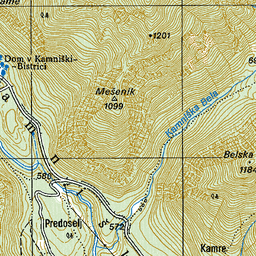 1201
Dom v Kamniški-
Bistrici
Mešenik
1099
Kamniška Bela
Belska
1184
580
Predoselj
572
Kamre